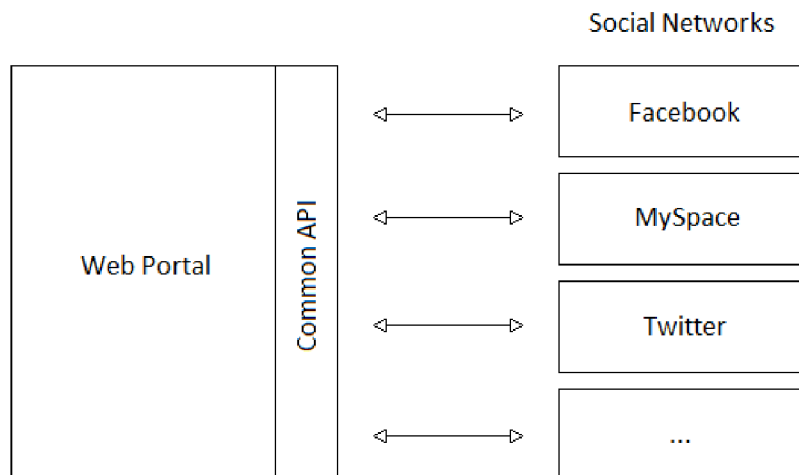 Social Networks
Facebook
MySpace
Web Portal
Common API
Twitter
...